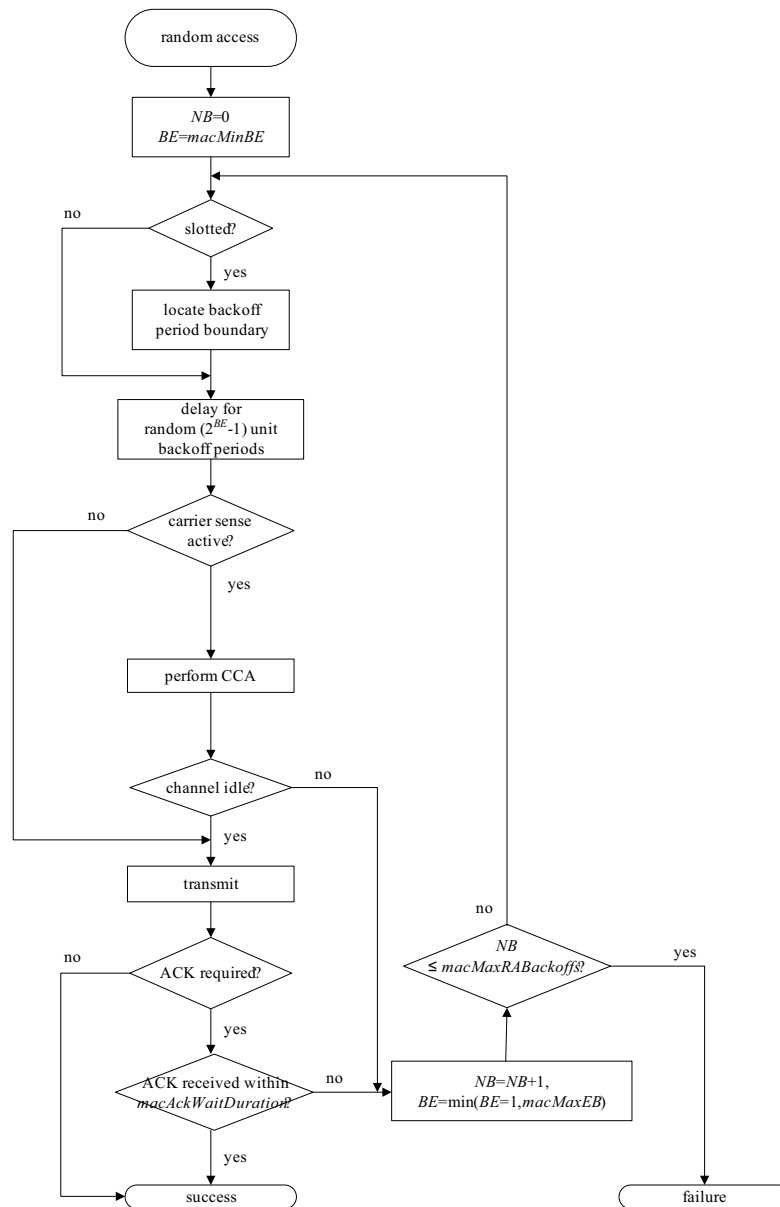 random access
NB=0
BE=macMinBE
no
slotted?
yes
locate backoff
period boundary
delay for
random (2^BE-1) unit
backoff periods
no
carrier sense
active?
yes
perform CCA
channel idle?
no
yes
transmit
no
NB
≤ macMaxRABackoffs?
yes
no
ACK required?
yes
ACK received within
macAckWaitDuration?
no
NB=NB+1,
BE=min(BE=1,macMaxEB)
yes
success
failure